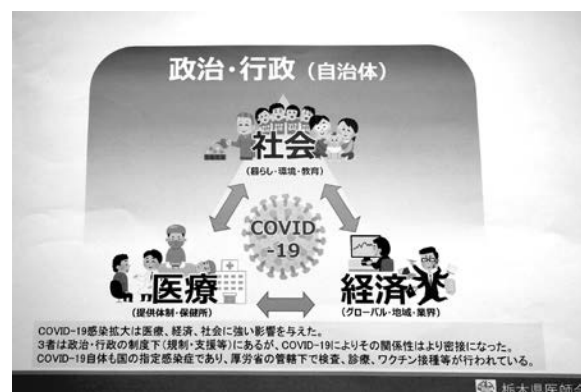 政治・行政（自治体）
社会
（暮らし・環境・教育）
COVID
-19
医療
（提供体制・保健所）
経済
（グローバル・地域・業界）
COVID-19感染拡大は医療、経済、社会に強い影響を与えた。
３者は政治・行政の制度下（規制・支援等）にあるが、COVID-19によりその関係性はより密接になった。
COVID-19自体も国の指定感染症であり、厚労省の管轄下で検査、診療、ワクチン接種等が行われている。
栃木県医師会